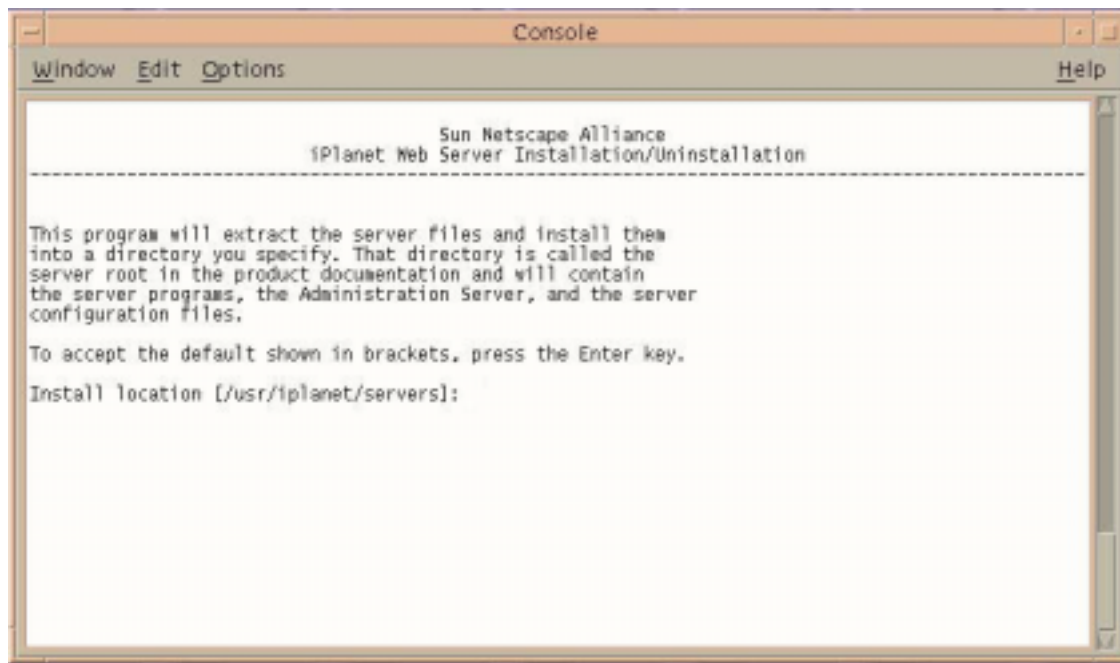 Console
Window Edit Options Help
Sun Netscape Alliance
iPlanet Web Server Installation/Uninstallation
--------------------------------------------------------------------------------
This program will extract the server files and install them
into a directory you specify. That directory is called the
server root in the product documentation and will contain
the server programs, the Administration Server, and the server
configuration files.
To accept the default shown in brackets, press the Enter key.
Install location [/usr/iplanet/servers]: